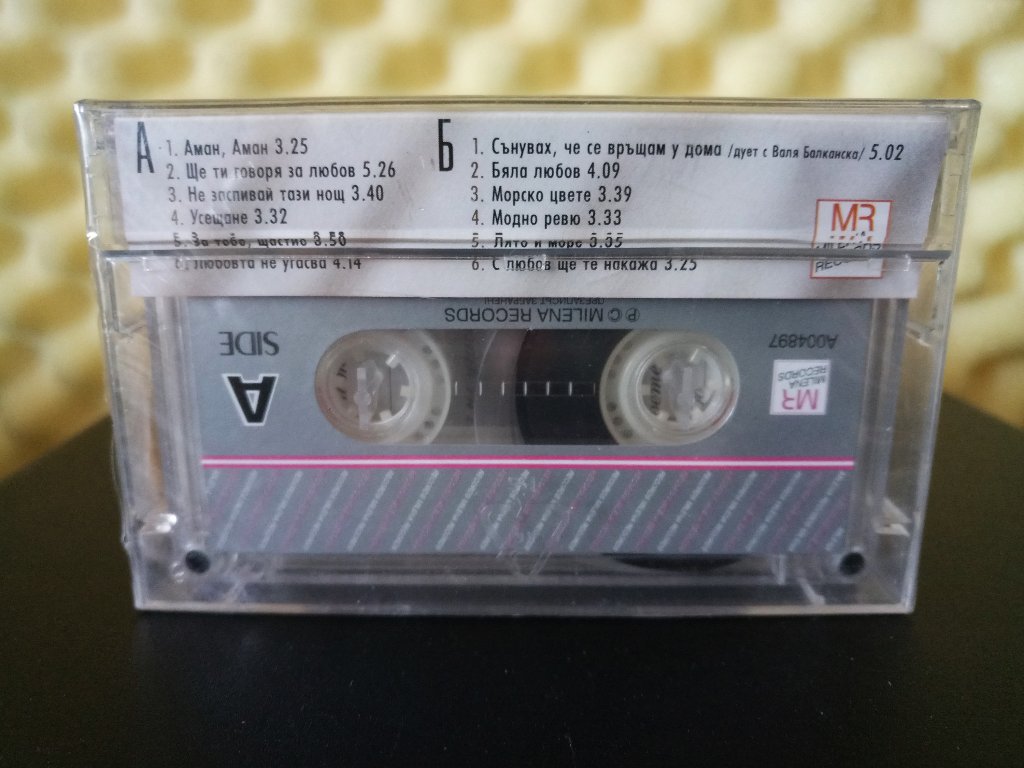 А
1. Аман, Аман 3.25
2. Ще ти говоря за любов 5.26
3. Не заспивай тази нощ 3.40
4. Усещане 3.32
5. За тебе, щастие 3.50
6. Любовта не угасва 4.14
Б
1. Сънувах, че се връщам у дома /дует с Валя Балканска/ 5.02
2. Бяла любов 4.09
3. Морско цвете 3.39
4. Модно ревю 3.33
5. Лято и море 3.05
6. С любов ще те накажа 3.25
MR
ПРЕЗАПИСЪТ ЗАБРАНЕН
℗ © MILENA RECORDS
SIDE
A
A004897
MILENA
RECORDS
MR